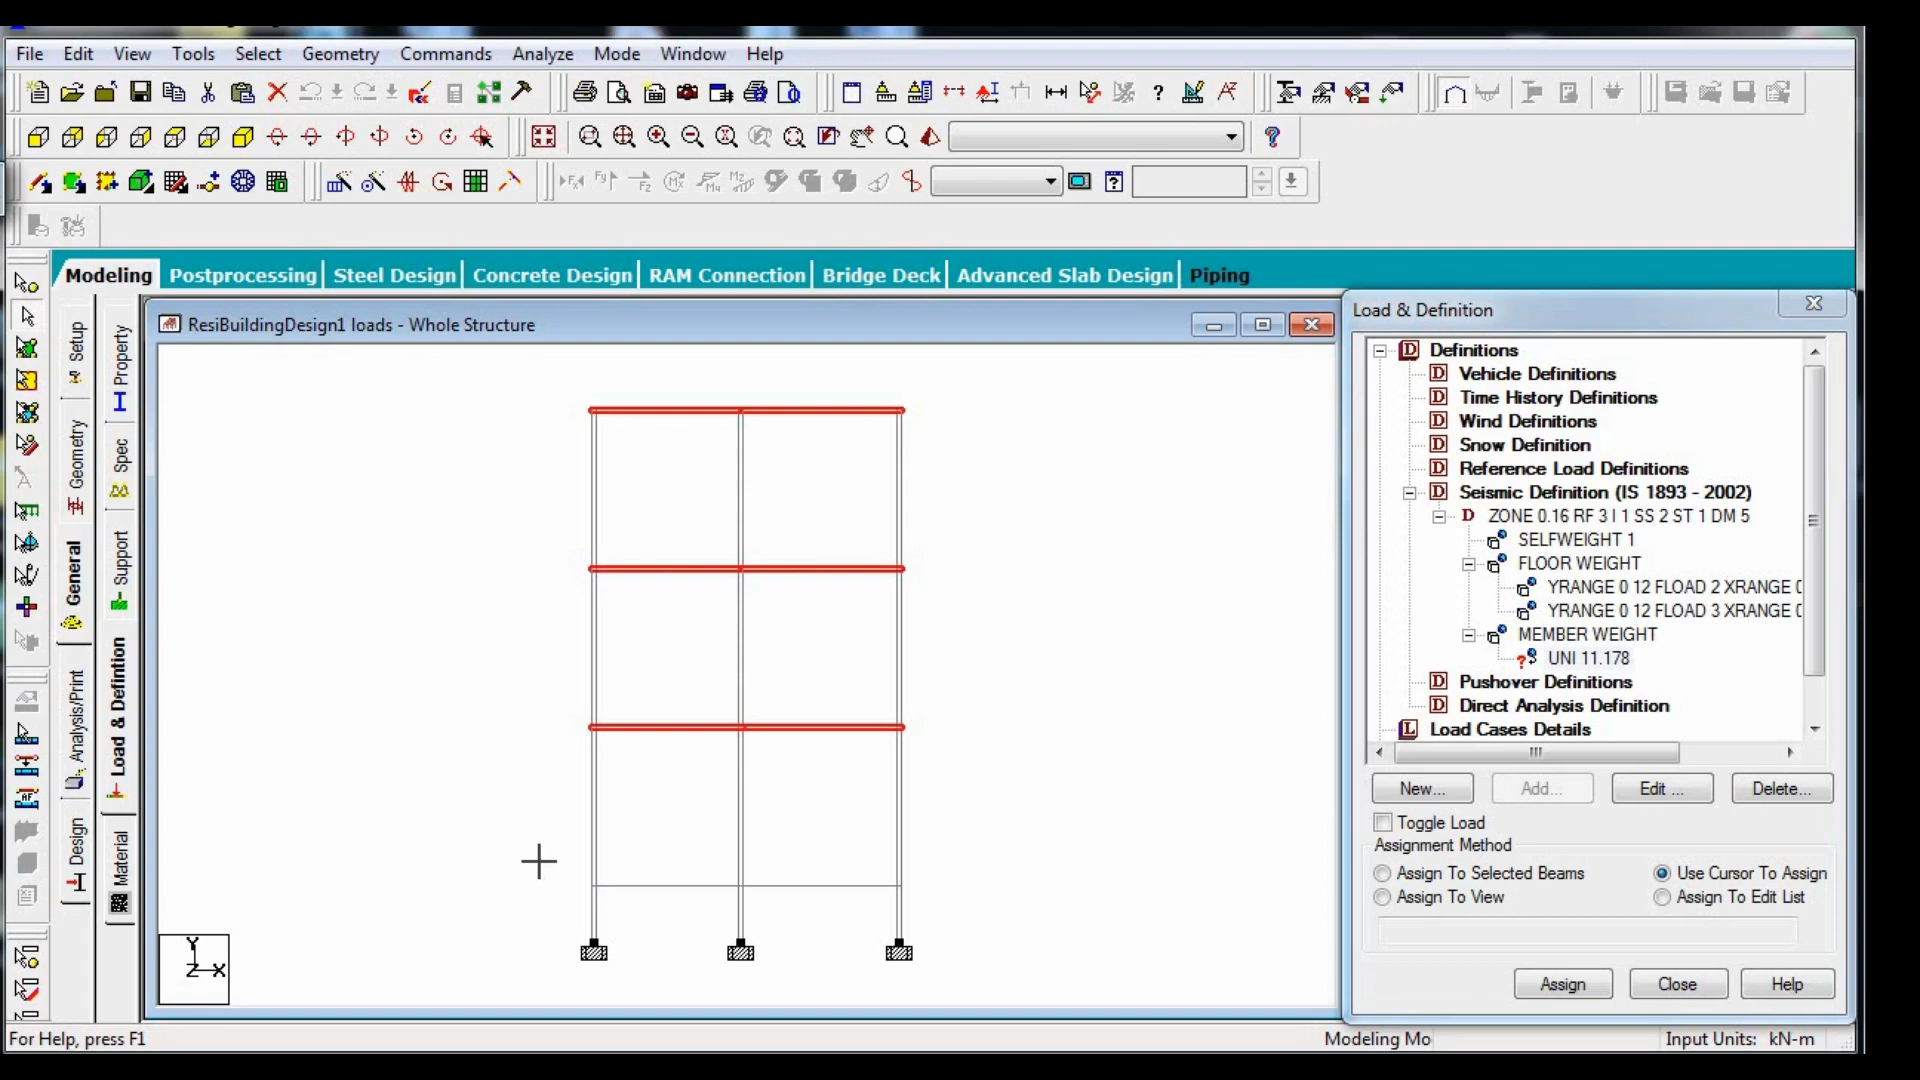 File Edit View Tools Select Geometry Commands Analyze Mode Window Help
Modeling Postprocessing Steel Design Concrete Design RAM Connection Bridge Deck Advanced Slab Design Piping
ResiBuildingDesign1 loads - Whole Structure
Setup
Geometry
General
Analysis/Print
Design
Property
Spec
Support
Load & Definition
Material
Y
Z X
Load & Definition
Definitions
Vehicle Definitions
Time History Definitions
Wind Definitions
Snow Definition
Reference Load Definitions
Seismic Definition (IS 1893 - 2002)
ZONE 0.16 RF 3 I 1 SS 2 ST 1 DM 5
SELFWEIGHT 1
FLOOR WEIGHT
YRANGE 0 12 FLOAD 2 XRANGE 0
YRANGE 0 12 FLOAD 3 XRANGE 0
MEMBER WEIGHT
UNI 11.178
Pushover Definitions
Direct Analysis Definition
Load Cases Details
New... Add... Edit ... Delete...
Toggle Load
Assignment Method
Assign To Selected Beams Use Cursor To Assign
Assign To View Assign To Edit List
Assign Close Help
For Help, press F1 Modeling Mo Input Units: kN-m